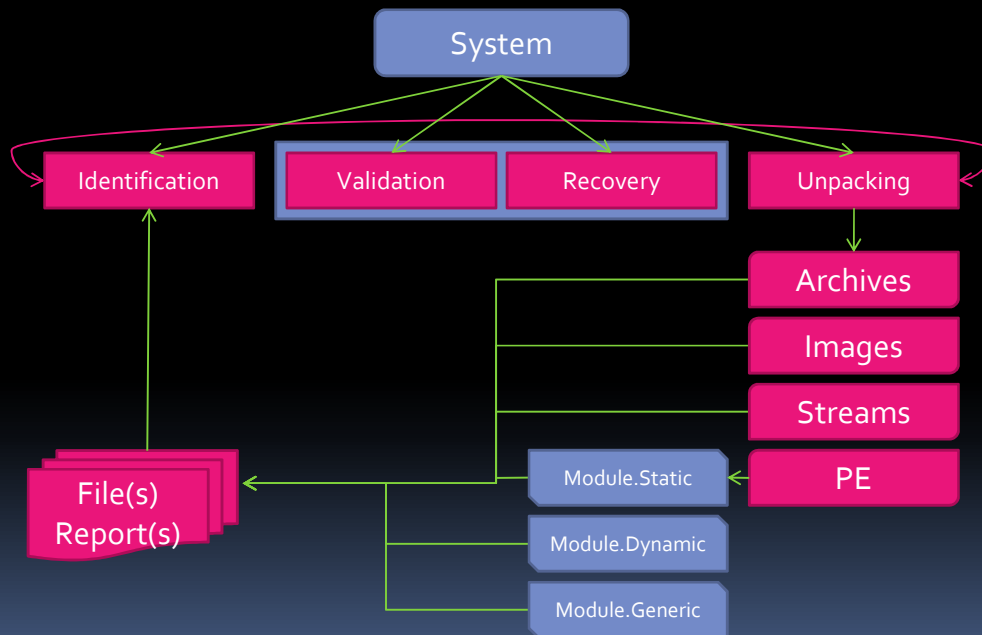 System
Identification
Validation
Recovery
Unpacking
Archives
Images
Streams
PE
Module.Static
Module.Dynamic
Module.Generic
File(s)
Report(s)